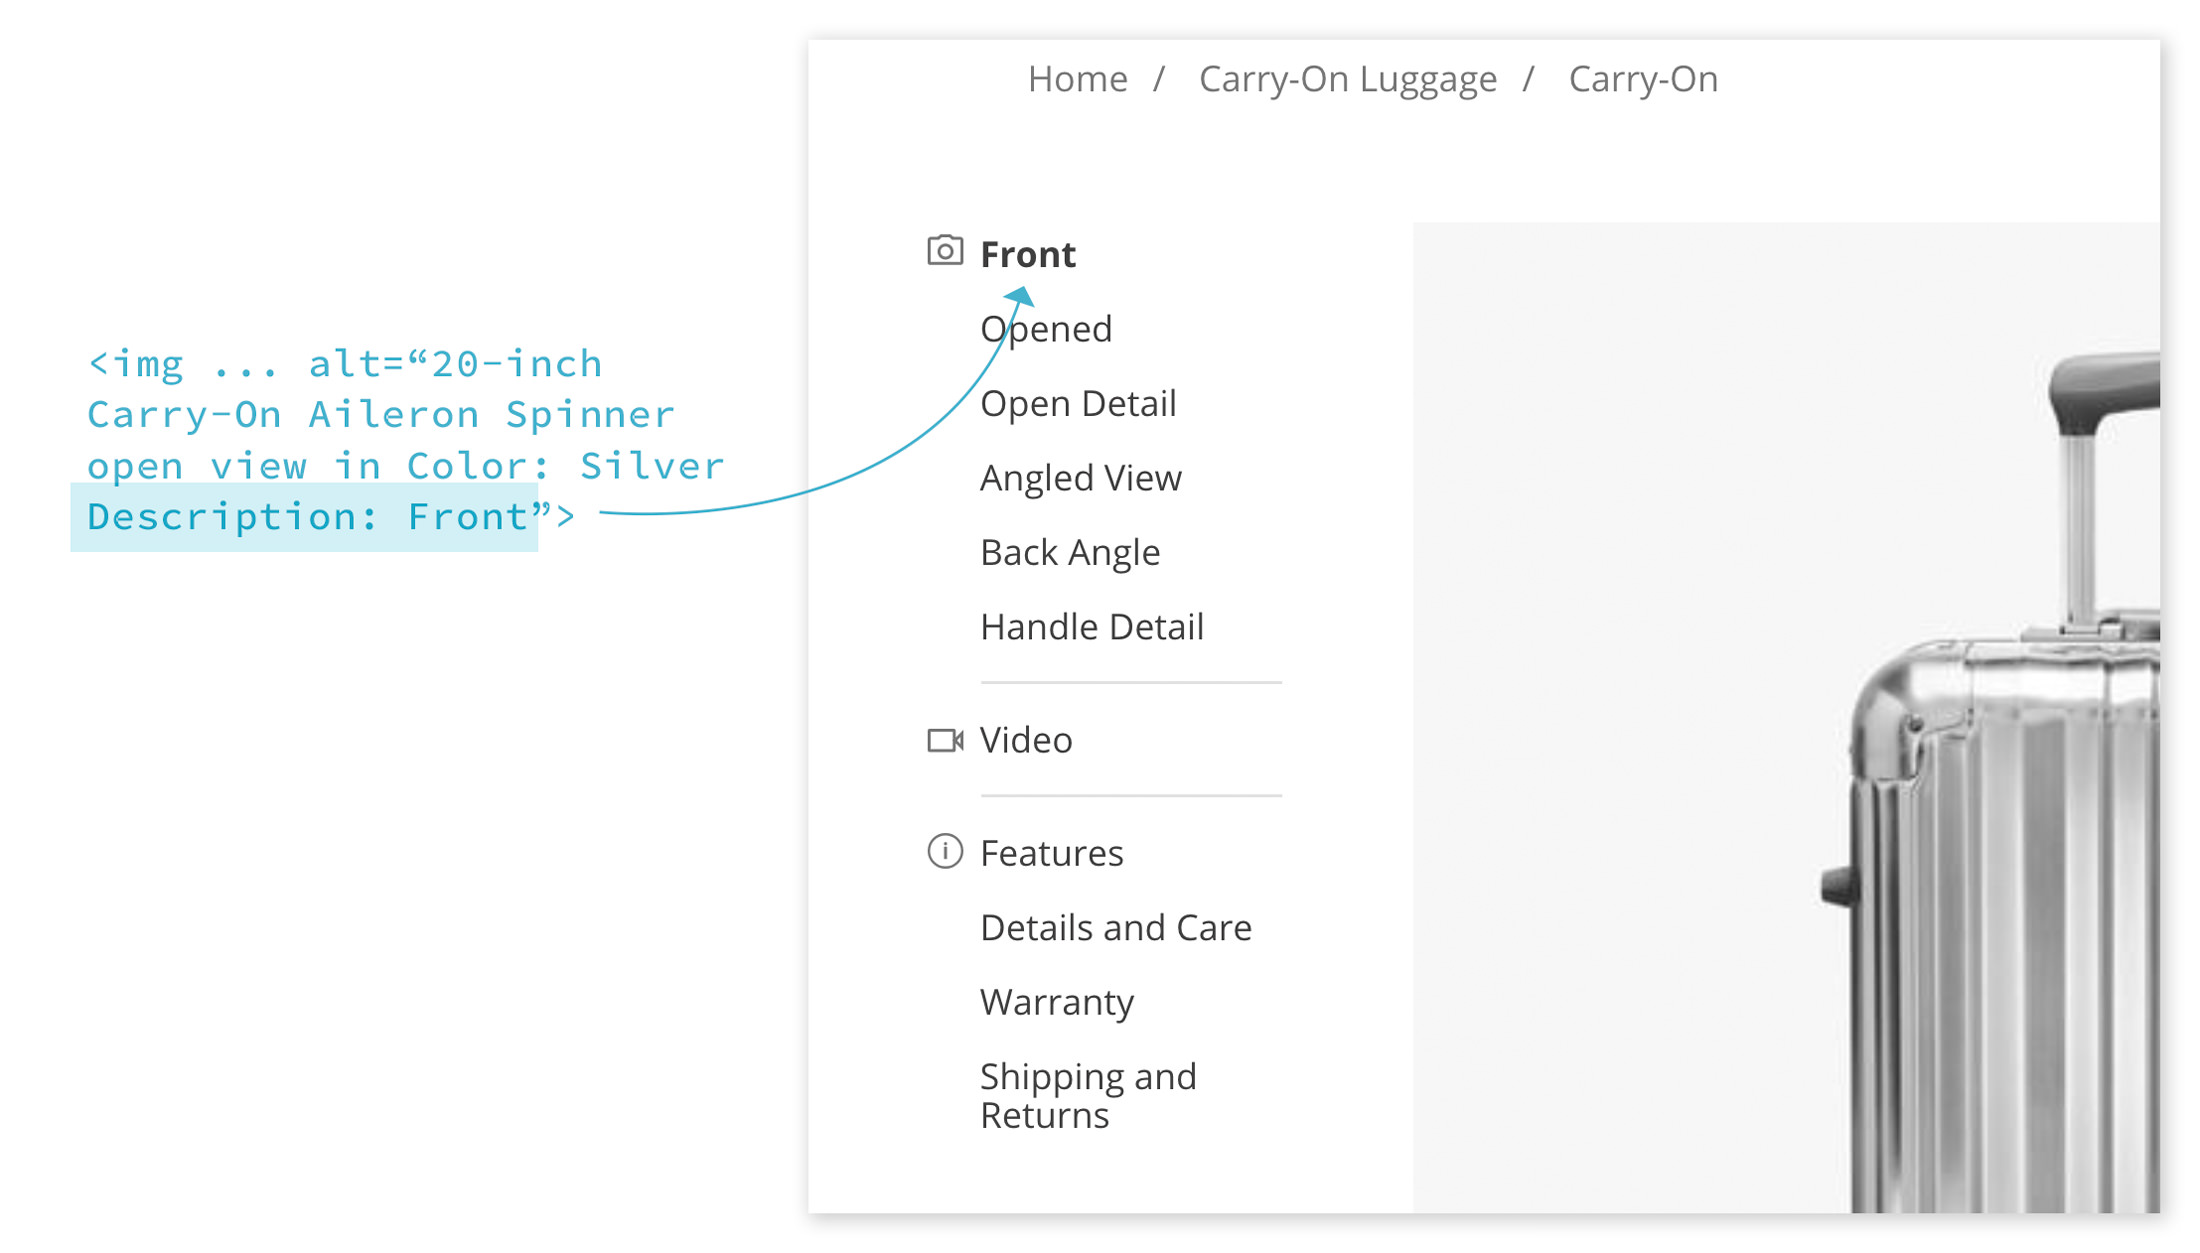 Home / Carry-On Luggage / Carry-On
<img ... alt=“20-inch
Carry-On Aileron Spinner
open view in Color: Silver
Description: Front”>
Front
Opened
Open Detail
Angled View
Back Angle
Handle Detail
Video
Features
Details and Care
Warranty
Shipping and
Returns